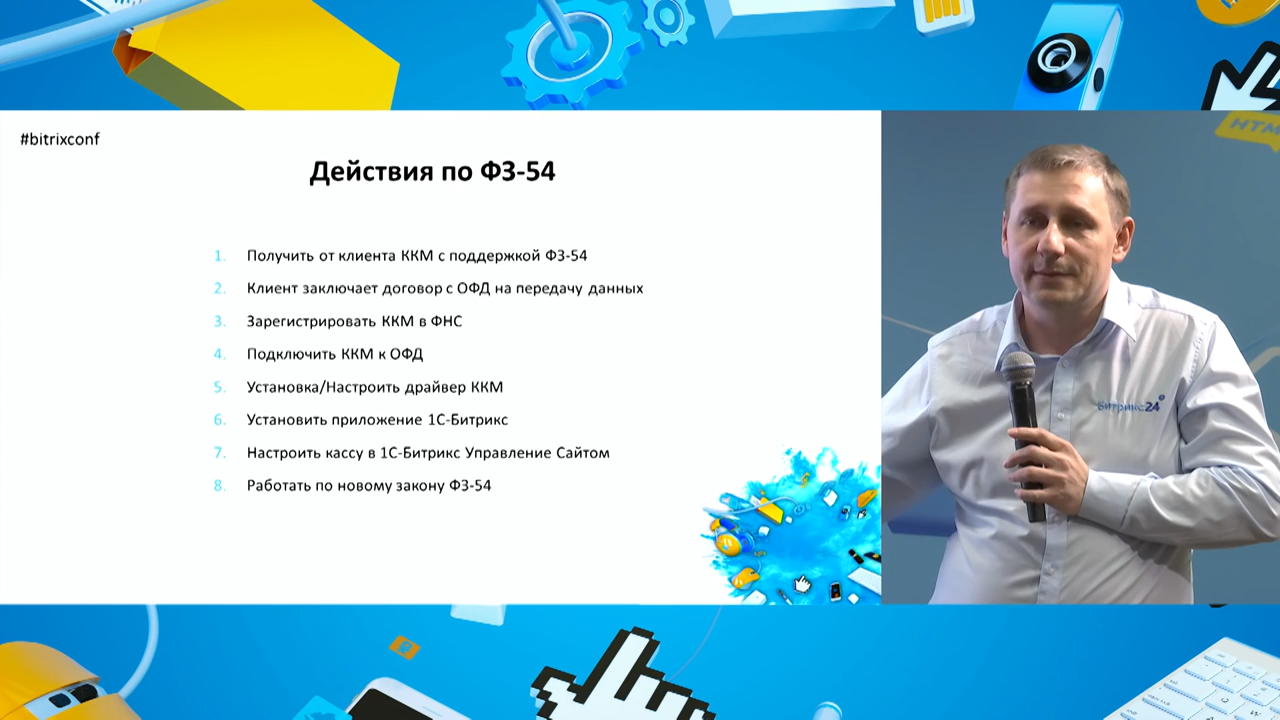 #bitrixconf
Действия по ФЗ-54
1. Получить от клиента ККМ с поддержкой ФЗ-54
2. Клиент заключает договор с ОФД на передачу данных
3. Зарегистрировать ККМ в ФНС
4. Подключить ККМ к ОФД
5. Установка/Настроить драйвер ККМ
6. Установить приложение 1С-Битрикс
7. Настроить кассу в 1С-Битрикс Управление Сайтом
8. Работать по новому закону ФЗ-54
HTM
Битрикс24